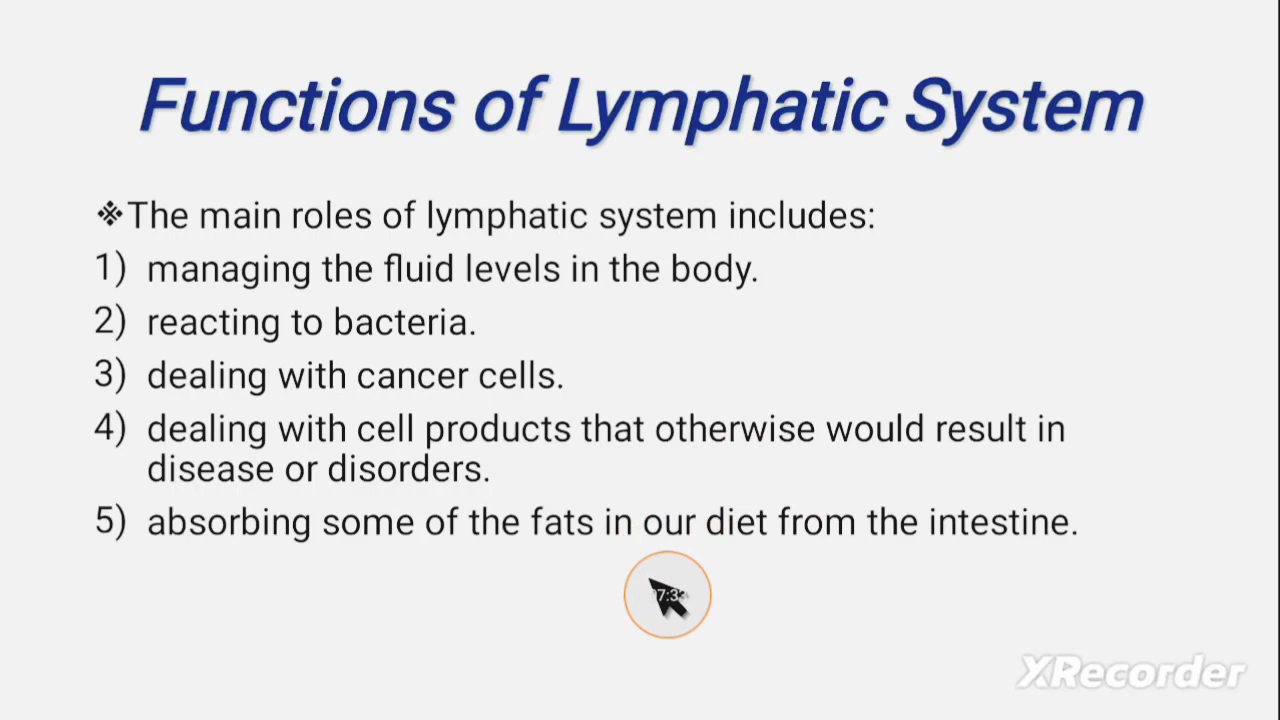 Functions of Lymphatic System
❖The main roles of lymphatic system includes:
1) managing the fluid levels in the body.
2) reacting to bacteria.
3) dealing with cancer cells.
4) dealing with cell products that otherwise would result in
disease or disorders.
5) absorbing some of the fats in our diet from the intestine.
XRecorder